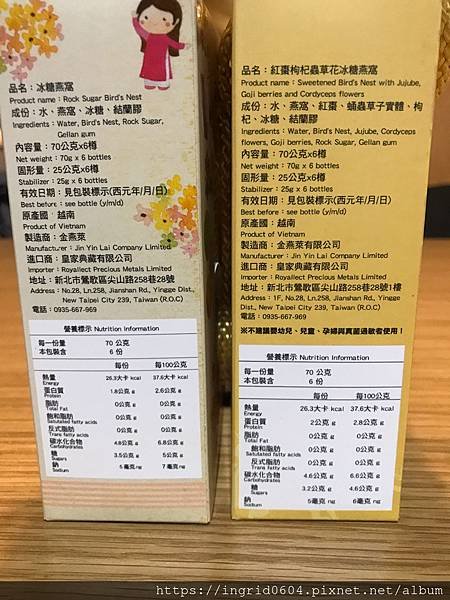 品名：冰糖燕窩
Product name：Rock Sugar Bird's Nest
成份：水、燕窩、冰糖、結蘭膠
Ingredients：Water, Bird's Nest, Rock Sugar,
Gellan gum
內容量：70公克x6樽
Net weight：70g x 6 bottles
固形量：25公克x6樽
Stabilizer：25g x 6 bottles
有效日期：見包裝標示(西元年/月/日)
Best before：see bottle (y/m/d)
原產國：越南
Product of Vietnam
製造商：金燕萊
Manufacturer：Jin Yin Lai Company Limited
進口商：皇家典藏有限公司
Importer：Royallect Precious Metals Limited
地址：新北市鶯歌區尖山路258巷28號
Address：No.28, Ln.258, Jianshan Rd., Yingge Dist.,
New Taipei City 239, Taiwan (R.O.C)
電話：0935-667-969
營養標示 Nutrition Information
每一份量 70 公克
本包裝含 6 份
每份 每100公克
熱量 26.3大卡 kcal 37.6大卡 kcal
Energy
蛋白質 1.8公克 g 2.6公克 g
Protein
脂肪 0公克 g 0公克 g
Total Fat
飽和脂肪 0公克 g 0公克 g
Satulated fatty acids
反式脂肪 0公克 g 0公克 g
Trans fatty acids
碳水化合物 4.8公克 g 6.8公克 g
Carbohydrates
糖 3.5公克 g 5公克 g
Sugars
鈉 5毫克 ng 7毫克 ng
Sodium
品名：紅棗枸杞蟲草花冰糖燕窩
Product name：Sweetened Bird's Nest with Jujube,
Goji berries and Cordyceps flowers
成份：水、燕窩、紅棗、蛹蟲草子實體、枸
杞、冰糖、結蘭膠
Ingredients：Water, Bird's Nest, Jujube, Cordyceps
flowers, Goji berries, Rock Sugar, Gellan gum
內容量：70公克x6樽
Net weight：70g x 6 bottles
固形量：25公克x6樽
Stabilizer：25g x 6 bottles
有效日期：見包裝標示(西元年/月/日)
Best before：see bottle (y/m/d)
原產國：越南
Product of Vietnam
製造商：金燕萊有限公司
Manufacturer：Jin Yin Lai Company Limited
進口商：皇家典藏有限公司
Importer：Royallect Precious Metals Limited
地址：新北市鶯歌區尖山路258巷28號1樓
Address：1F, No.28, Ln.258, Jianshan Rd., Yingge
Dist., New Taipei City 239, Taiwan (R.O.C)
電話：0935-667-969
※不建議嬰幼兒、兒童、孕婦與真菌過敏者使用！
營養標示 Nutrition Information
每一份量 70公克
本包裝含 6 份
每份 每100公克
熱量 26.3大卡 kcal 37.6大卡 kcal
Energy
蛋白質 2公克 g 2.8公克 g
Protein
脂肪 0公克 g 0公克 g
Total Fat
飽和脂肪 0公克 g 0公克 g
Satulated fatty acids
反式脂肪 0公克 g 0公克 g
Trans fatty acids
碳水化合物 4.6公克 g 6.6公克 g
Carbohydrates
糖 3.2公克 g 4.6公克 g
Sugars
鈉 5毫克 ng 6毫克 ng
Sodium
https://ingrid0604.pixnet.net/album